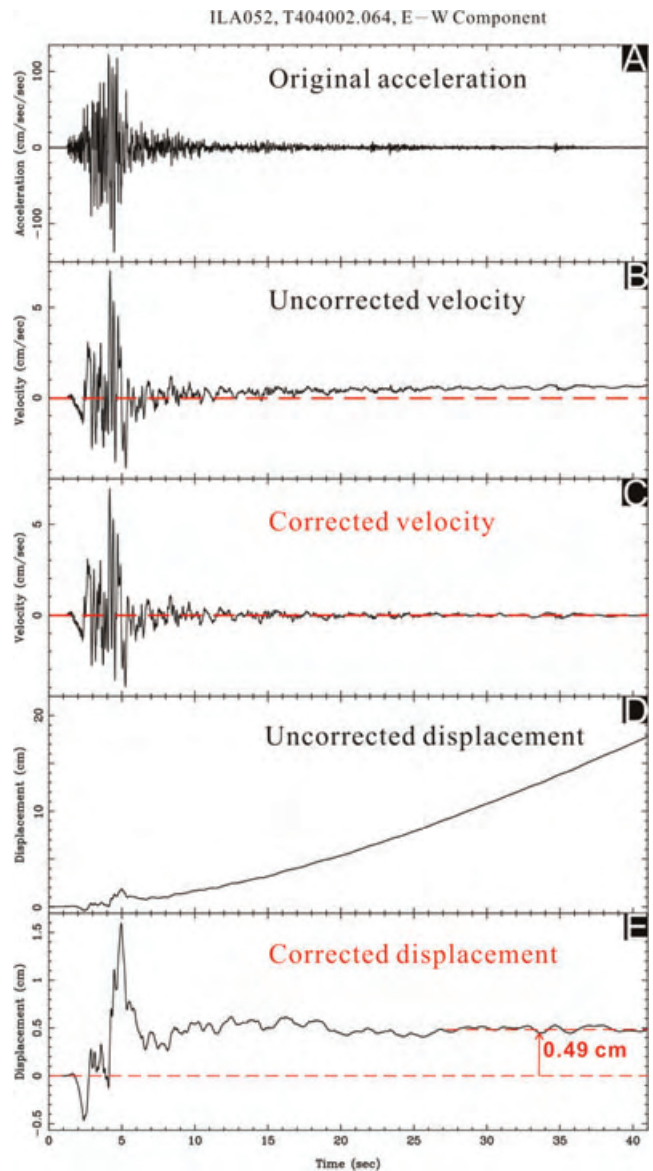 ILA052, T404002.064, E−W Component
A
Original acceleration
Acceleration (cm/sec/sec)
100
0
−100
B
Uncorrected velocity
Velocity (cm/sec)
5
0
C
Corrected velocity
Velocity (cm/sec)
5
0
D
Uncorrected displacement
Displacement (cm)
20
10
0
E
Corrected displacement
Displacement (cm)
1.5
1
0.5
0
−0.5
0.49 cm
0 5 10 15 20 25 30 35 40
Time (sec)